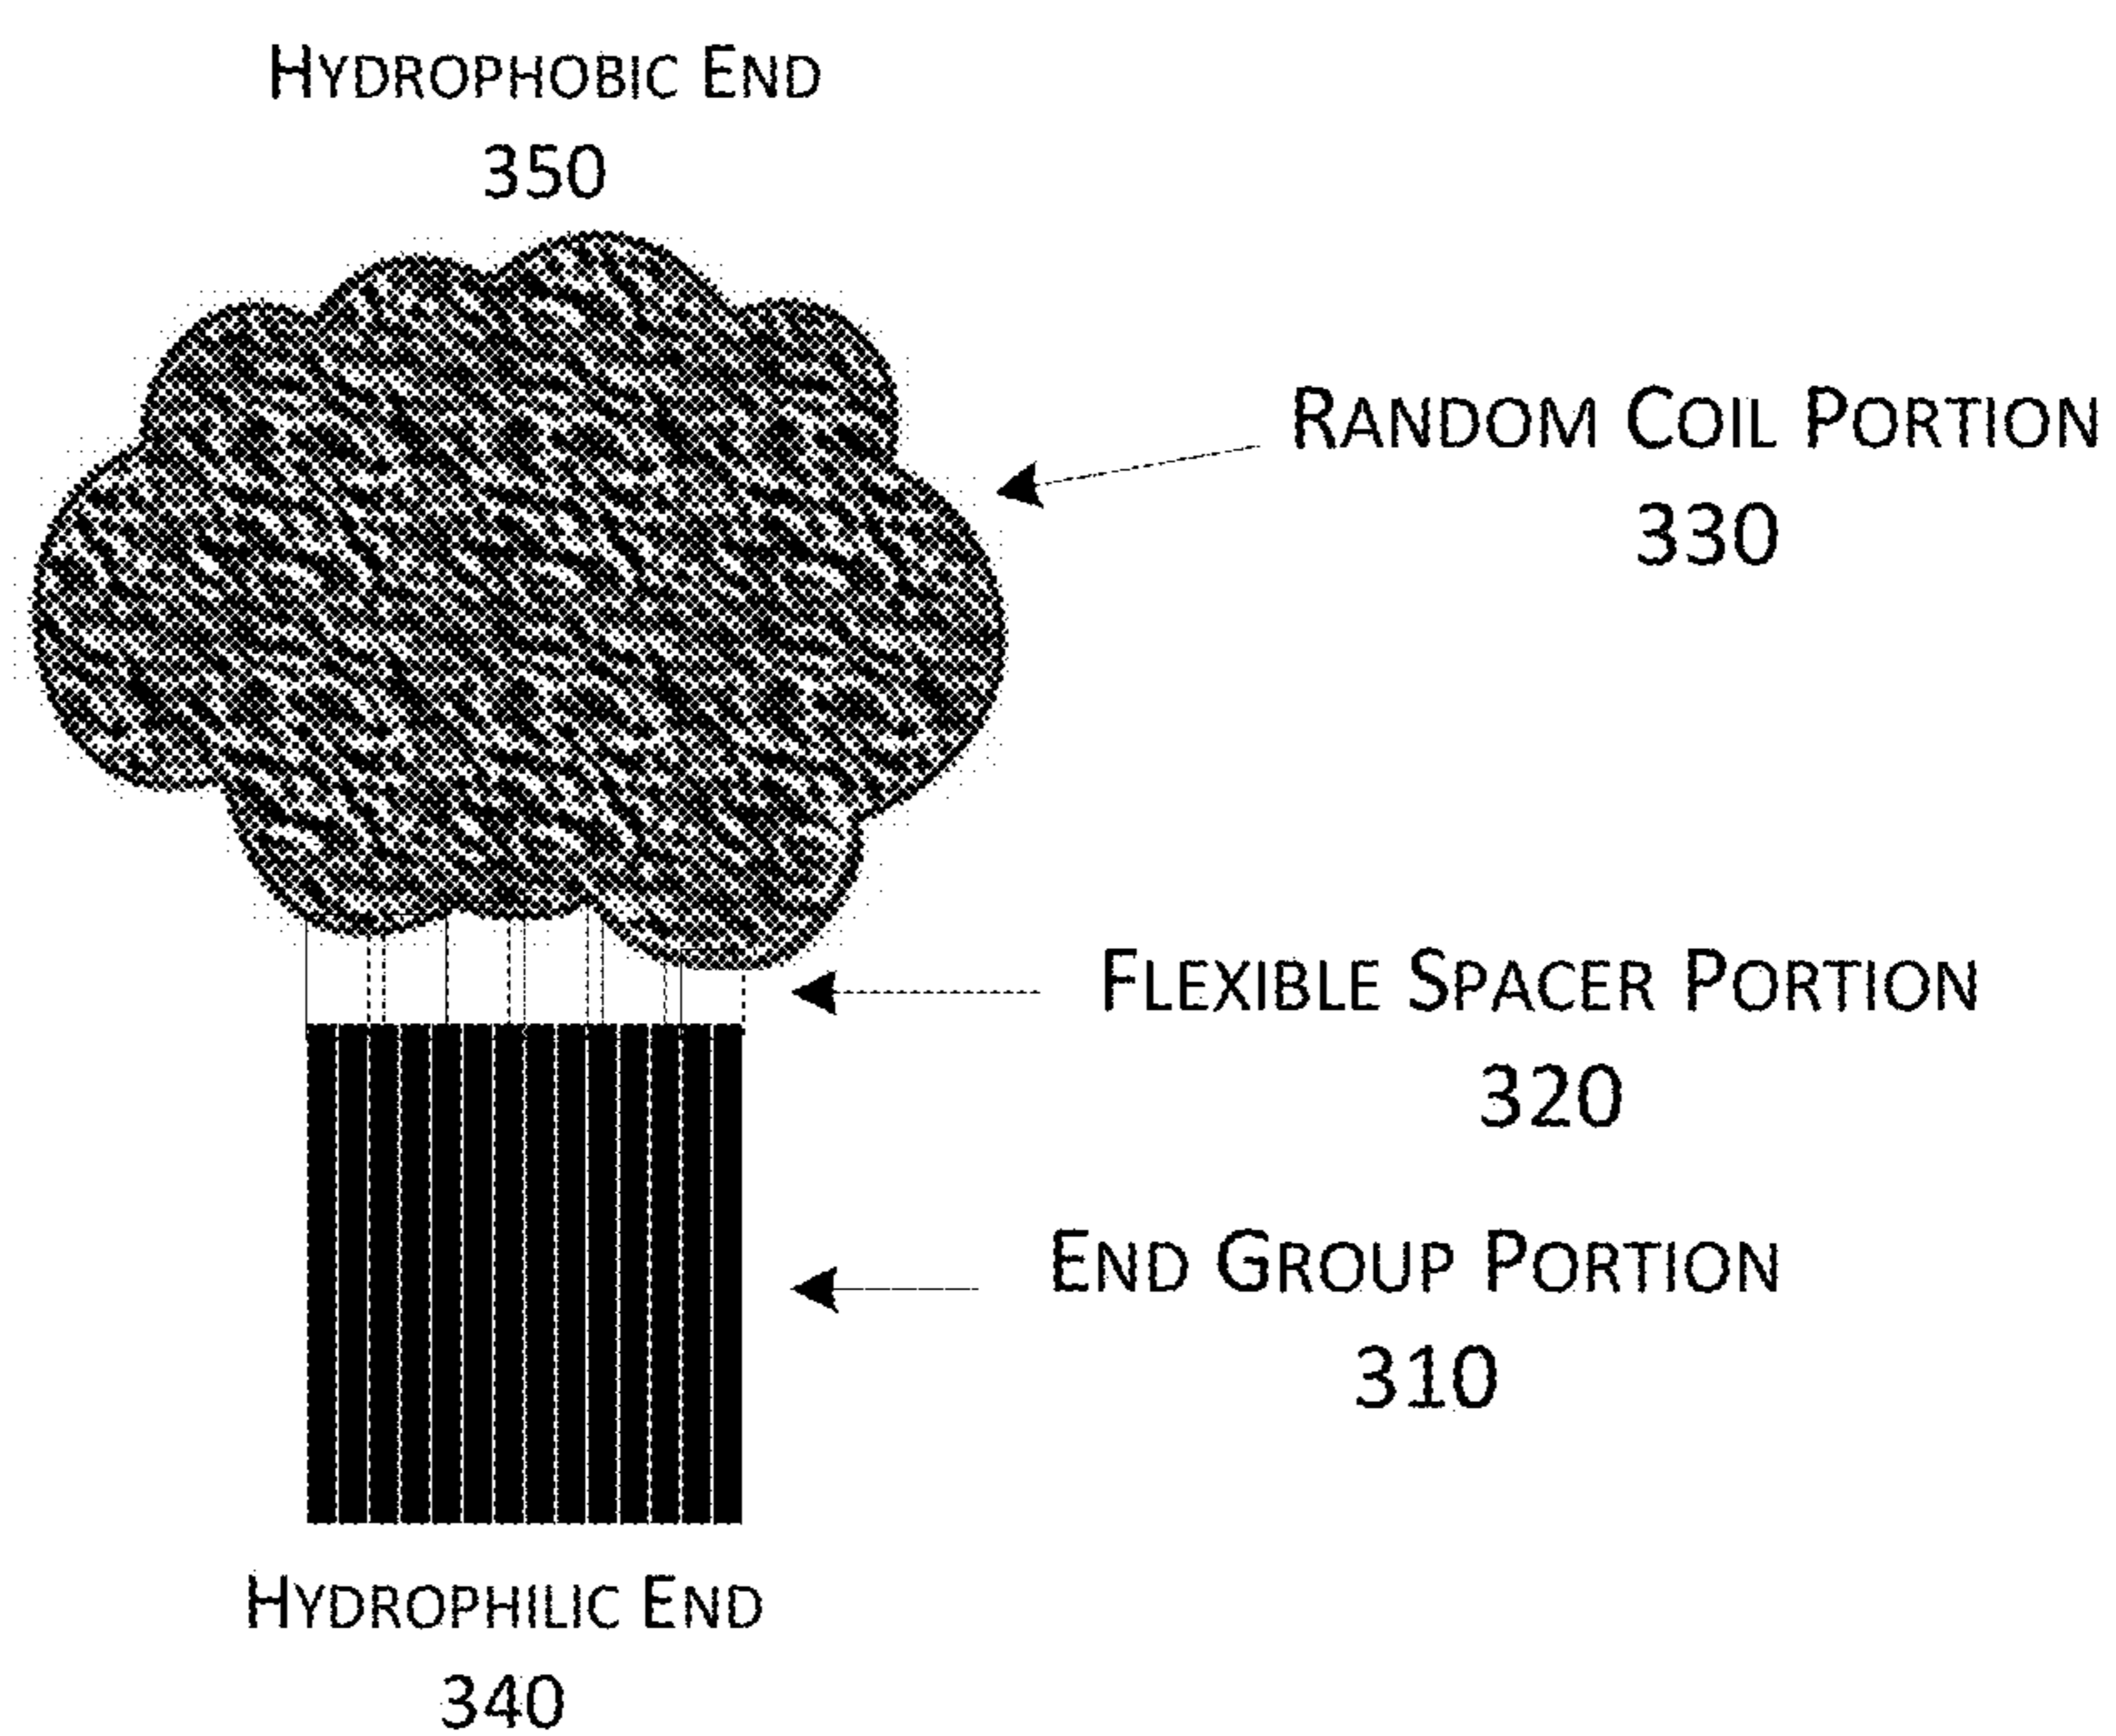 HYDROPHOBIC END
350
RANDOM COIL PORTION
330
FLEXIBLE SPACER PORTION
320
END GROUP PORTION
310
HYDROPHILIC END
340